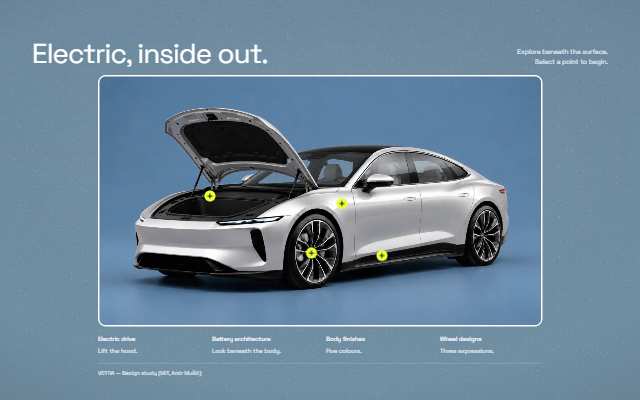 Electric, inside out.
Explore beneath the surface.
Select a point to begin.
Electric drive
Lift the hood.
Battery architecture
Look beneath the body.
Body finishes
Five colours.
Wheel designs
Three expressions.
— Design study